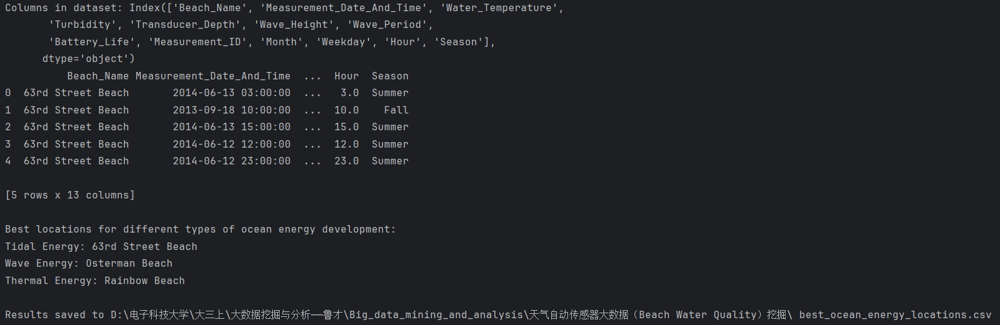 Columns in dataset: Index(['Beach_Name', 'Measurement_Date_And_Time', 'Water_Temperature',
       'Turbidity', 'Transducer_Depth', 'Wave_Height', 'Wave_Period',
       'Battery_Life', 'Measurement_ID', 'Month', 'Weekday', 'Hour', 'Season'],
      dtype='object')
          Beach_Name Measurement_Date_And_Time  ...  Hour  Season
0  63rd Street Beach       2014-06-13 03:00:00  ...   3.0  Summer
1  63rd Street Beach       2013-09-18 10:00:00  ...  10.0    Fall
2  63rd Street Beach       2014-06-13 15:00:00  ...  15.0  Summer
3  63rd Street Beach       2014-06-12 12:00:00  ...  12.0  Summer
4  63rd Street Beach       2014-06-12 23:00:00  ...  23.0  Summer
[5 rows x 13 columns]
Best locations for different types of ocean energy development:
Tidal Energy: 63rd Street Beach
Wave Energy: Osterman Beach
Thermal Energy: Rainbow Beach
Results saved to D:\电子科技大学\大三上\大数据挖掘与分析——鲁才\Big_data_mining_and_analysis\天气自动传感器大数据（Beach Water Quality）挖掘\ best_ocean_energy_locations.csv